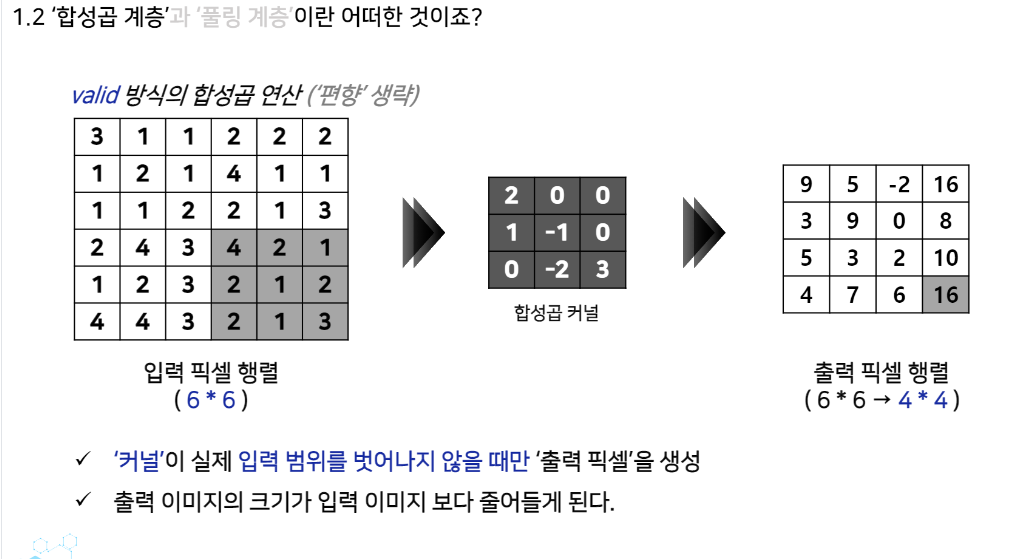 1.2 ‘합성곱 계층’과 ‘풀링 계층’이란 어떠한 것이죠?
valid 방식의 합성곱 연산 (‘편향’ 생략)
3 1 1 2 2 2
1 2 1 4 1 1
1 1 2 2 1 3
2 4 3 4 2 1
1 2 3 2 1 2
4 4 3 2 1 3
입력 픽셀 행렬
( 6 * 6 )
2 0 0
1 -1 0
0 -2 3
합성곱 커널
9 5 -2 16
3 9 0 8
5 3 2 10
4 7 6 16
출력 픽셀 행렬
( 6 * 6 → 4 * 4 )
✓ ‘커널’이 실제 입력 범위를 벗어나지 않을 때만 ‘출력 픽셀’을 생성
✓ 출력 이미지의 크기가 입력 이미지 보다 줄어들게 된다.